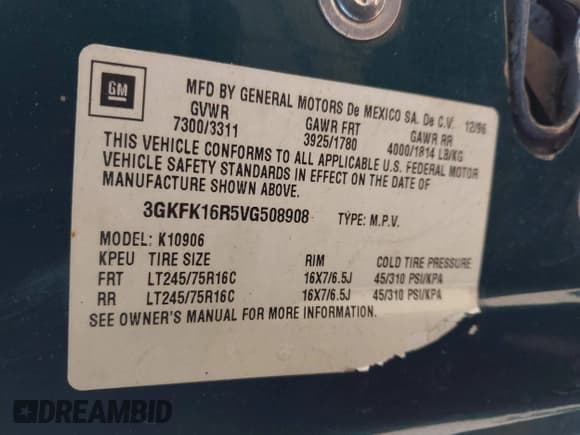 GM
MFD BY GENERAL MOTORS De MEXICO SA. De C.V. 12/96
GVWR GAWR FRT GAWR RR
7300/3311 3925/1780 4000/1814 LB/KG
THIS VEHICLE CONFORMS TO ALL APPLICABLE U.S. FEDERAL MOTOR
VEHICLE SAFETY STANDARDS IN EFFECT ON THE DATE OF
MANUFACTURE SHOWN ABOVE.
3GKFK16R5VG508908 TYPE: M.P.V.
MODEL: K10906
KPEU TIRE SIZE RIM COLD TIRE PRESSURE
FRT LT245/75R16C 16X7/6.5J 45/310 PSI/KPA
RR LT245/75R16C 16X7/6.5J 45/310 PSI/KPA
SEE OWNER'S MANUAL FOR MORE INFORMATION.
DREAMBID